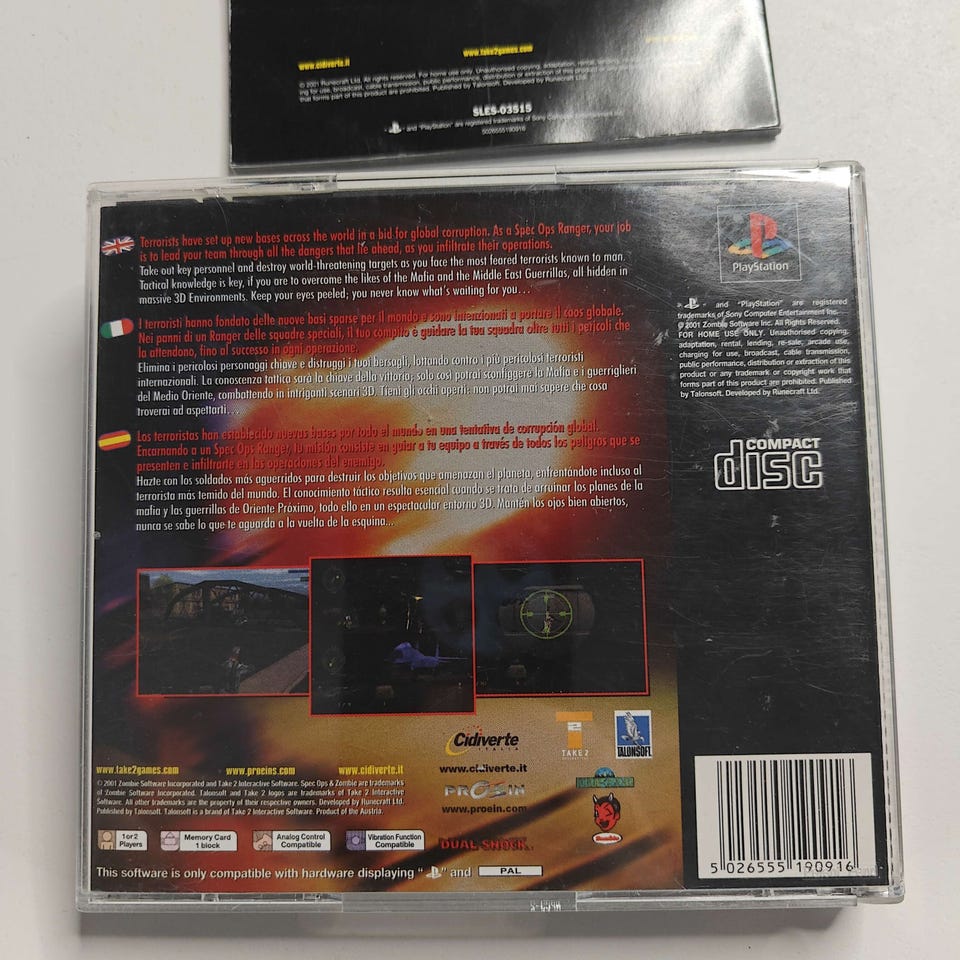 www.cidiverte.it
www.take2games.com
© 2001 Runecraft Ltd. All rights reserved. For home use only. Unauthorised copying, adaptation, rental,
ing for use, broadcast, cable transmission, public performance, distribution or extraction of this product or any
that forms part of this product are prohibited. Published by Talonsoft. Developed by Runecraft Ltd.
SLES-03515
" " and "PlayStation" are registered trademarks of Sony Computer Entertainment Inc.
5026555190916
Terrorists have set up new bases across the world in a bid for global corruption. As a Spec Ops Ranger, your job
is to lead your team through all the dangers that lie ahead, as you infiltrate their operations.
Take out key personnel and destroy world-threatening targets as you face the most feared terrorists known to man.
Tactical knowledge is key, if you are to overcome the likes of the Mafia and the Middle East Guerrillas, all hidden in
massive 3D Environments. Keep your eyes peeled; you never know what's waiting for you...
I terroristi hanno fondato delle nuove basi sparse per il mondo e sono intenzionati a portare il caos globale.
Nei panni di un Ranger delle squadre speciali, il tuo compito è guidare la tua squadra oltre tutti i pericoli che
la attendono, fino al successo in ogni operazione.
Elimina i pericolosi personaggi chiave e distruggi i tuoi bersagli, lottando contro i più pericolosi terroristi
internazionali. La conoscenza tattica sarà la chiave della vittoria; solo così potrai sconfiggere la Mafia e i guerriglieri
del Medio Oriente, combattendo in intriganti scenari 3D. Tieni gli occhi aperti: non potrai mai sapere che cosa
troverai ad aspettarti...
Los terroristas han establecido nuevas bases por todo el mundo en una tentativa de corrupción global.
Encarnando a un Spec Ops Ranger, tu misión consiste en guiar a tu equipo a través de todos los peligros que se
presenten e infiltrarte en las operaciones del enemigo.
Hazte con los soldados más aguerridos para destruir los objetivos que amenazan el planeta, enfrentándote incluso al
terrorista más temido del mundo. El conocimiento táctico resulta esencial cuando se trata de arruinar los planes de la
mafia y las guerrillas de Oriente Próximo, todo ello en un espectacular entorno 3D. Mantén los ojos bien abiertos,
nunca se sabe lo que te aguarda a la vuelta de la esquina...
PlayStation
" " and "PlayStation" are registered
trademarks of Sony Computer Entertainment Inc.
© 2001 Zombie Software Inc. All Rights Reserved.
FOR HOME USE ONLY. Unauthorised copying,
adaptation, rental, lending, re-sale, arcade use,
charging for use, broadcast, cable transmission,
public performance, distribution or extraction of this
product or any trademark or copyright work that
forms part of this product are prohibited. Published
by Talonsoft. Developed by Runecraft Ltd.
COMPACT
disc
Cidiverte
ITALIA
www.cidiverte.it
PROEIN
www.proein.com
DUAL SHOCK
TAKE 2
TALONSOFT
Zombie
www.take2games.com
www.proeins.com
www.cidiverte.it
© 2001 Zombie Software Incorporated and Take 2 Interactive Software. Spec Ops & Zombie are trademarks
of Zombie Software Incorporated. Talonsoft and Take 2 logos are trademarks of Take 2 Interactive
Software. All other trademarks are the property of their respective owners. Developed by Runecraft Ltd.
Published by Talonsoft. Talonsoft is a brand of Take 2 Interactive Software. Product of the Austria.
1 or 2
Players
Memory Card
1 block
Analog Control
Compatible
Vibration Function
Compatible
This software is only compatible with hardware displaying " " and PAL
5 026555 190916